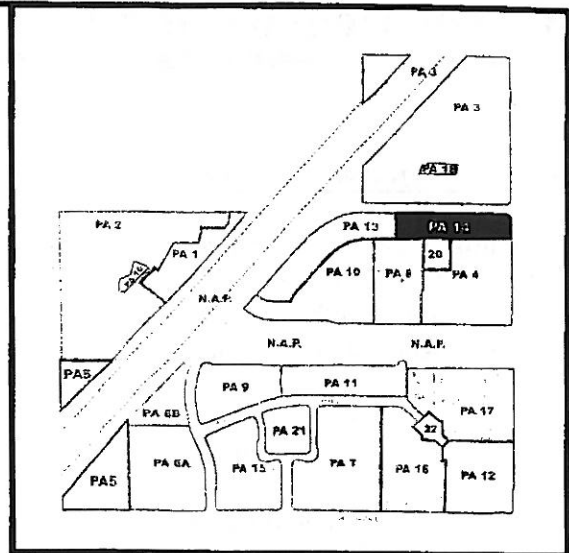 PA 3
PA 18
PA 2
PA 13
PA 14
PA 1
20
PA 10
PA 8
PA 4
N.A.P.
N.A.P.
N.A.P.
PA5
PA 9
PA 11
PA 6B
PA 17
PA 21
22
PA5
PA 6A
PA 15
PA 7
PA 16
PA 12